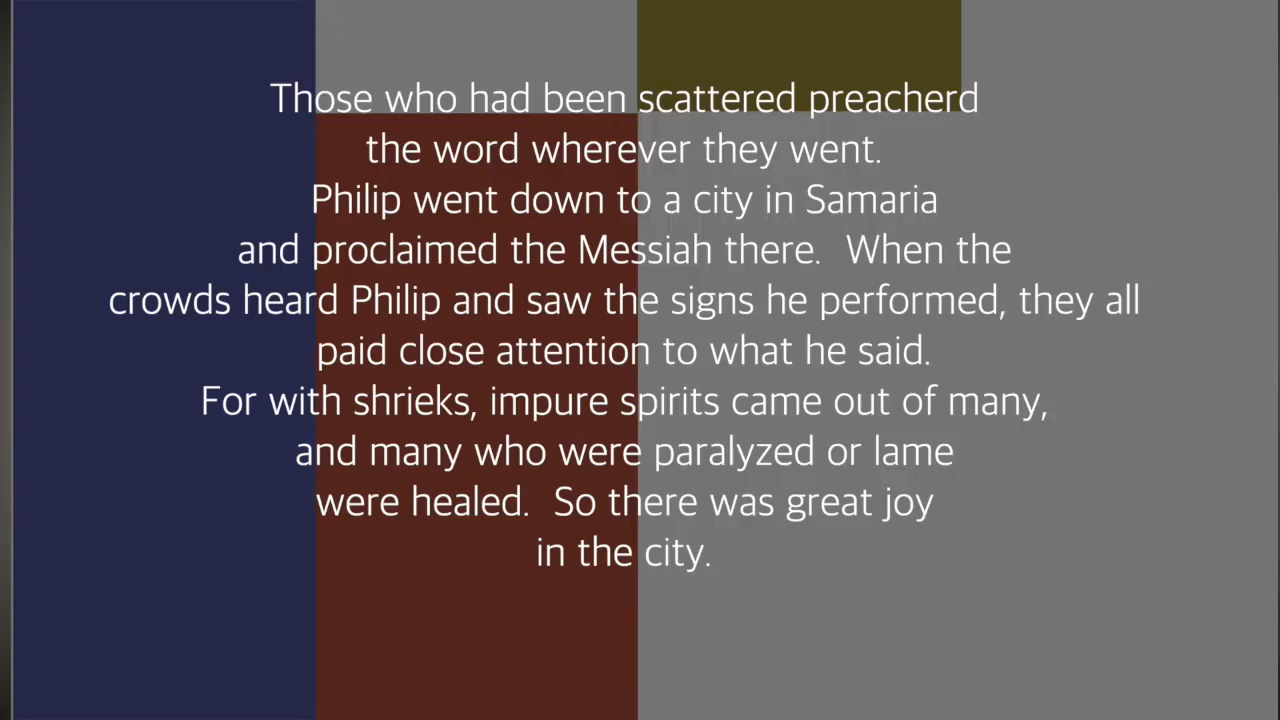 Those who had been scattered preacherd
the word wherever they went.
Philip went down to a city in Samaria
and proclaimed the Messiah there.  When the
crowds heard Philip and saw the signs he performed, they all
paid close attention to what he said.
For with shrieks, impure spirits came out of many,
and many who were paralyzed or lame
were healed.  So there was great joy
in the city.